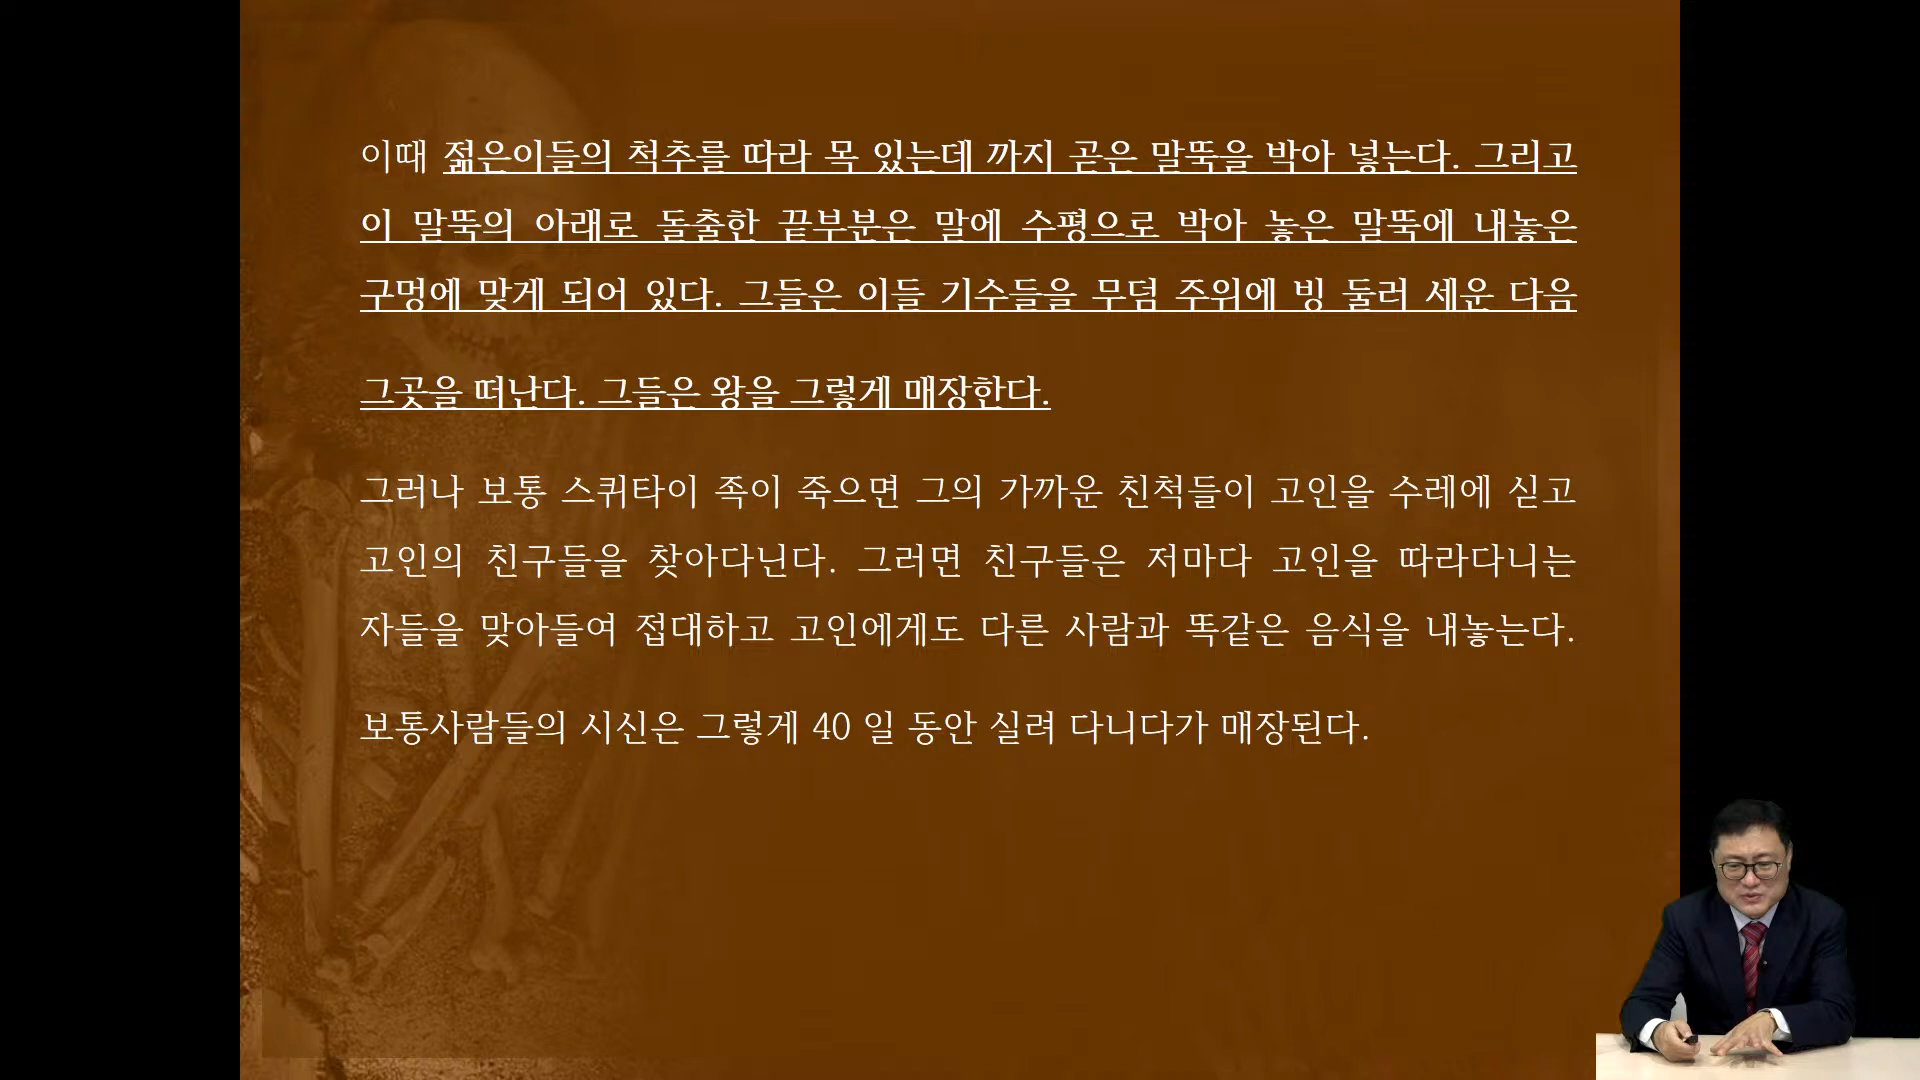 이때 젊은이들의 척추를 따라 목 있는데 까지 곧은 말뚝을 박아 넣는다. 그리고
이 말뚝의 아래로 돌출한 끝부분은 말에 수평으로 박아 놓은 말뚝에 내놓은
구멍에 맞게 되어 있다. 그들은 이들 기수들을 무덤 주위에 빙 둘러 세운 다음
그곳을 떠난다. 그들은 왕을 그렇게 매장한다.
그러나 보통 스퀴타이 족이 죽으면 그의 가까운 친척들이 고인을 수레에 싣고
고인의 친구들을 찾아다닌다. 그러면 친구들은 저마다 고인을 따라다니는
자들을 맞아들여 접대하고 고인에게도 다른 사람과 똑같은 음식을 내놓는다.
보통사람들의 시신은 그렇게 40 일 동안 실려 다니다가 매장된다.